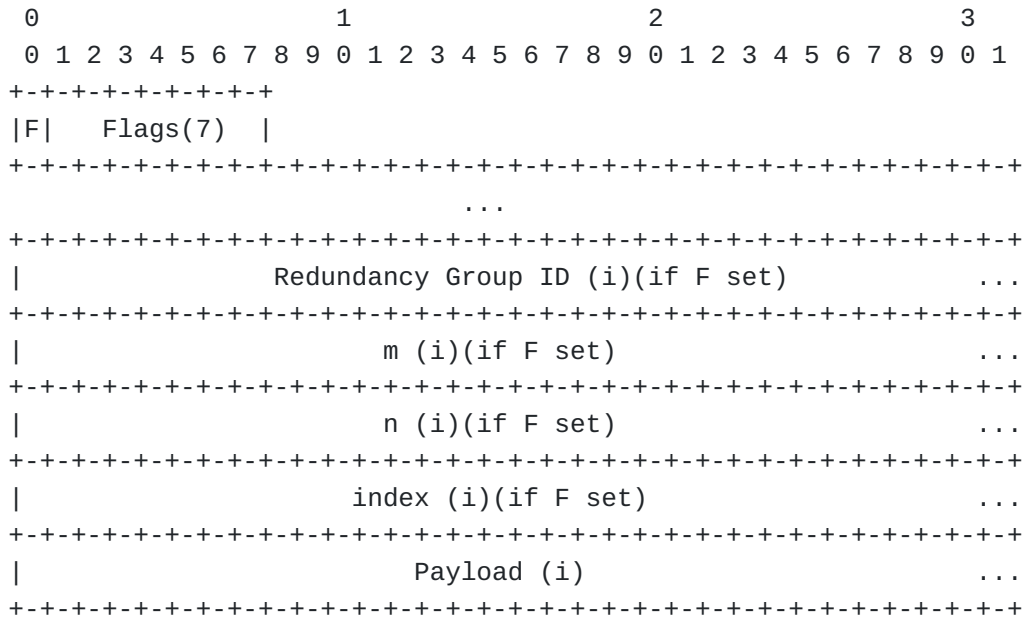 0                   1                   2                   3
 0 1 2 3 4 5 6 7 8 9 0 1 2 3 4 5 6 7 8 9 0 1 2 3 4 5 6 7 8 9 0 1
+-+-+-+-+-+-+-+-+
|F|   Flags(7)  |
+-+-+-+-+-+-+-+-+-+-+-+-+-+-+-+-+-+-+-+-+-+-+-+-+-+-+-+-+-+-+-+-+
                             ...
+-+-+-+-+-+-+-+-+-+-+-+-+-+-+-+-+-+-+-+-+-+-+-+-+-+-+-+-+-+-+-+-+
|                Redundancy Group ID (i)(if F set)            ...
+-+-+-+-+-+-+-+-+-+-+-+-+-+-+-+-+-+-+-+-+-+-+-+-+-+-+-+-+-+-+-+-+
|                       m (i)(if F set)                       ...
+-+-+-+-+-+-+-+-+-+-+-+-+-+-+-+-+-+-+-+-+-+-+-+-+-+-+-+-+-+-+-+-+
|                       n (i)(if F set)                       ...
+-+-+-+-+-+-+-+-+-+-+-+-+-+-+-+-+-+-+-+-+-+-+-+-+-+-+-+-+-+-+-+-+
|                     index (i)(if F set)                     ...
+-+-+-+-+-+-+-+-+-+-+-+-+-+-+-+-+-+-+-+-+-+-+-+-+-+-+-+-+-+-+-+-+
|                         Payload (i)                         ...
+-+-+-+-+-+-+-+-+-+-+-+-+-+-+-+-+-+-+-+-+-+-+-+-+-+-+-+-+-+-+-+-+